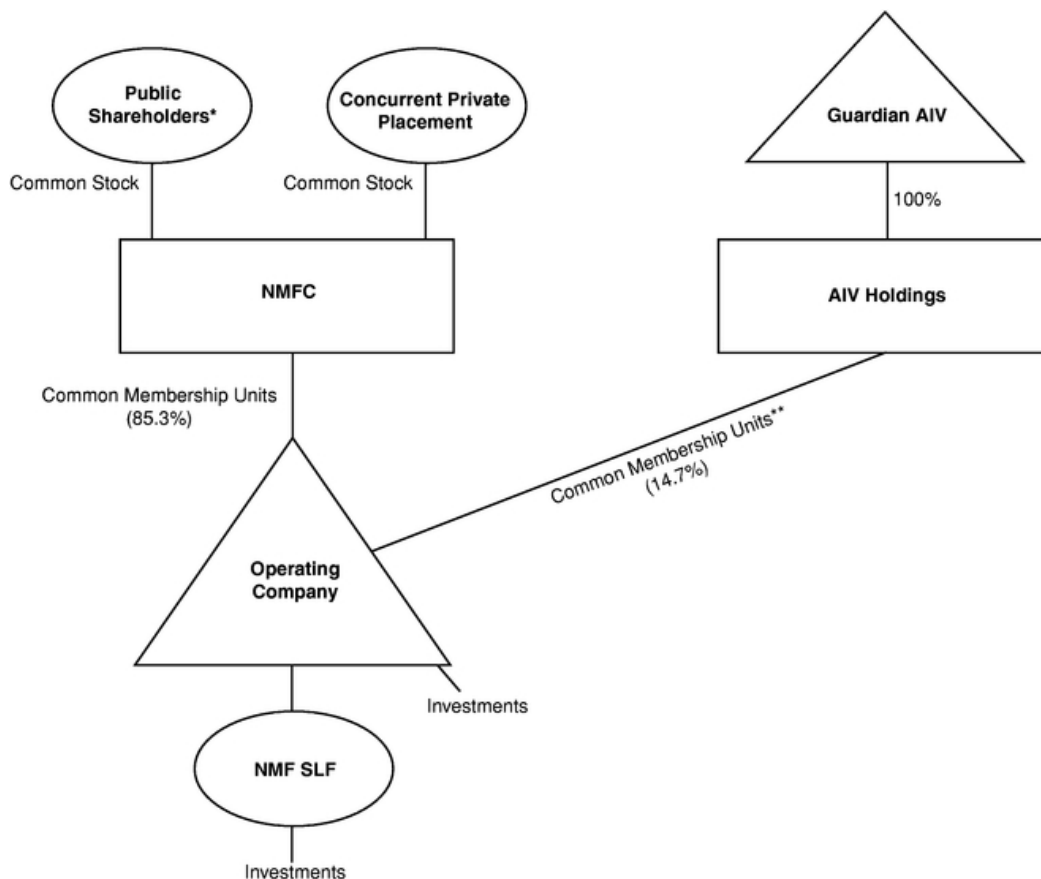 Public
Shareholders*
Concurrent Private
Placement
Guardian AIV
Common Stock
Common Stock
100%
NMFC
AIV Holdings
Common Membership Units
(85.3%)
Common Membership Units**
(14.7%)
Operating
Company
Investments
NMF SLF
Investments